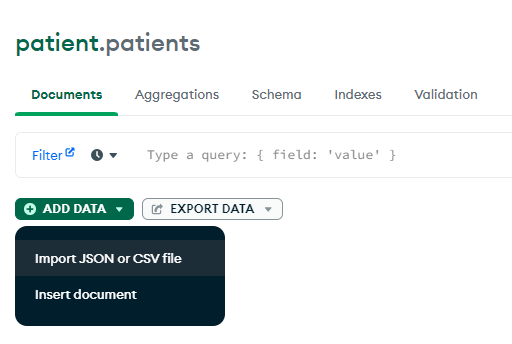 patient.patients
Documents Aggregations Schema Indexes Validation
Filter Type a query: { field: 'value' }
ADD DATA EXPORT DATA
Import JSON or CSV file
Insert document